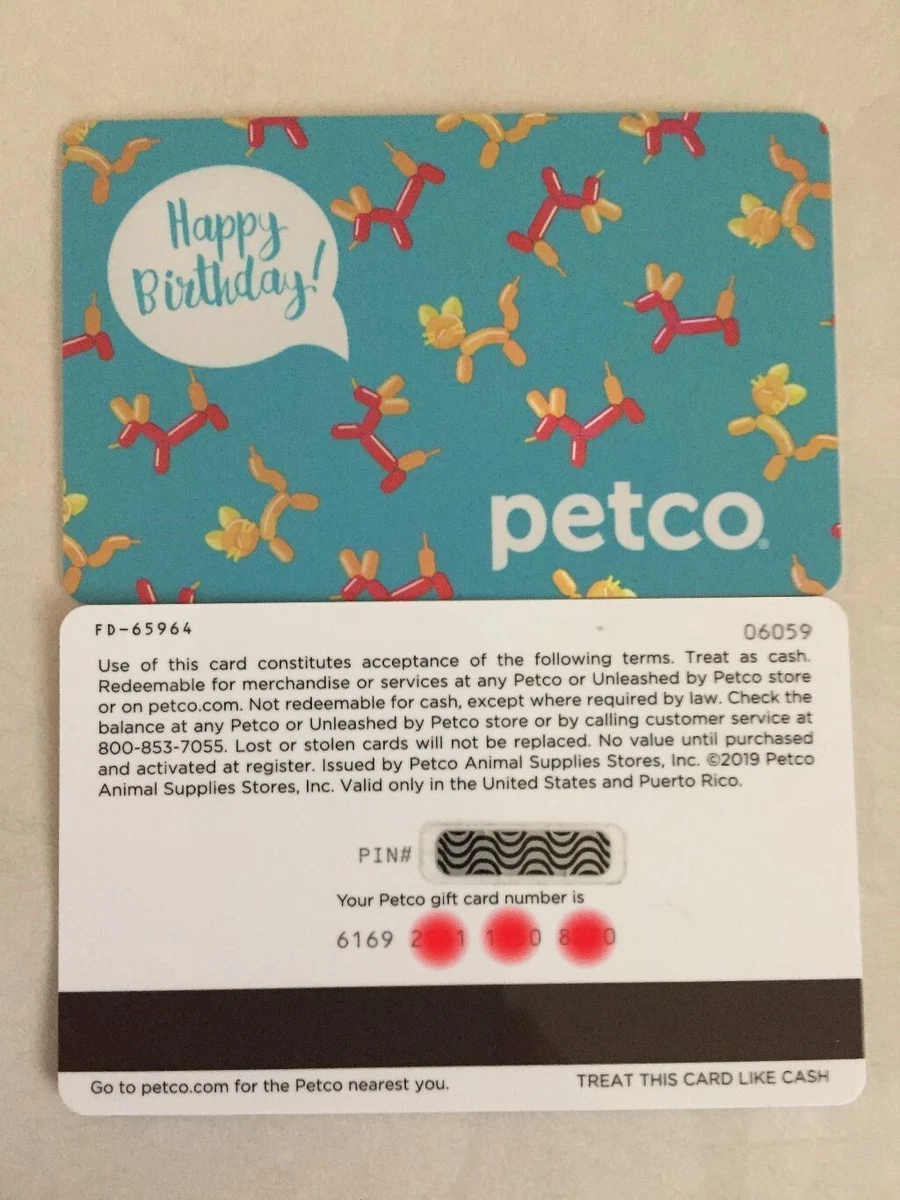 Happy
Birthday!
petco®
FD-65964 06059
Use of this card constitutes acceptance of the following terms. Treat as cash.
Redeemable for merchandise or services at any Petco or Unleashed by Petco store
or on petco.com. Not redeemable for cash, except where required by law. Check the
balance at any Petco or Unleashed by Petco store or by calling customer service at
800-853-7055. Lost or stolen cards will not be replaced. No value until purchased
and activated at register. Issued by Petco Animal Supplies Stores, Inc. ©2019 Petco
Animal Supplies Stores, Inc. Valid only in the United States and Puerto Rico.
PIN#
Your Petco gift card number is
6169 2 1 1 0 8 0
Go to petco.com for the Petco nearest you. TREAT THIS CARD LIKE CASH